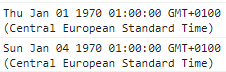 Thu Jan 01 1970 01:00:00 GMT+0100
(Central European Standard Time)
Sun Jan 04 1970 01:00:00 GMT+0100
(Central European Standard Time)